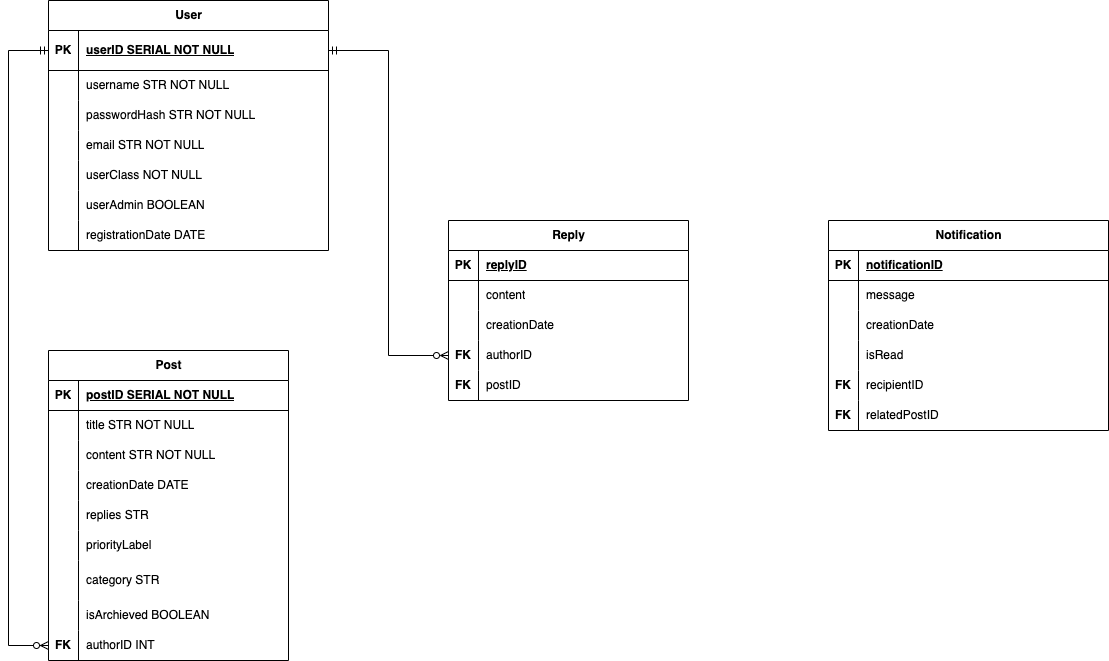 User
PK userID SERIAL NOT NULL
username STR NOT NULL
passwordHash STR NOT NULL
email STR NOT NULL
userClass NOT NULL
userAdmin BOOLEAN
registrationDate DATE
Reply
PK replyID
content
creationDate
FK authorID
FK postID
Notification
PK notificationID
message
creationDate
isRead
FK recipientID
FK relatedPostID
Post
PK postID SERIAL NOT NULL
title STR NOT NULL
content STR NOT NULL
creationDate DATE
replies STR
priorityLabel
category STR
isArchieved BOOLEAN
FK authorID INT